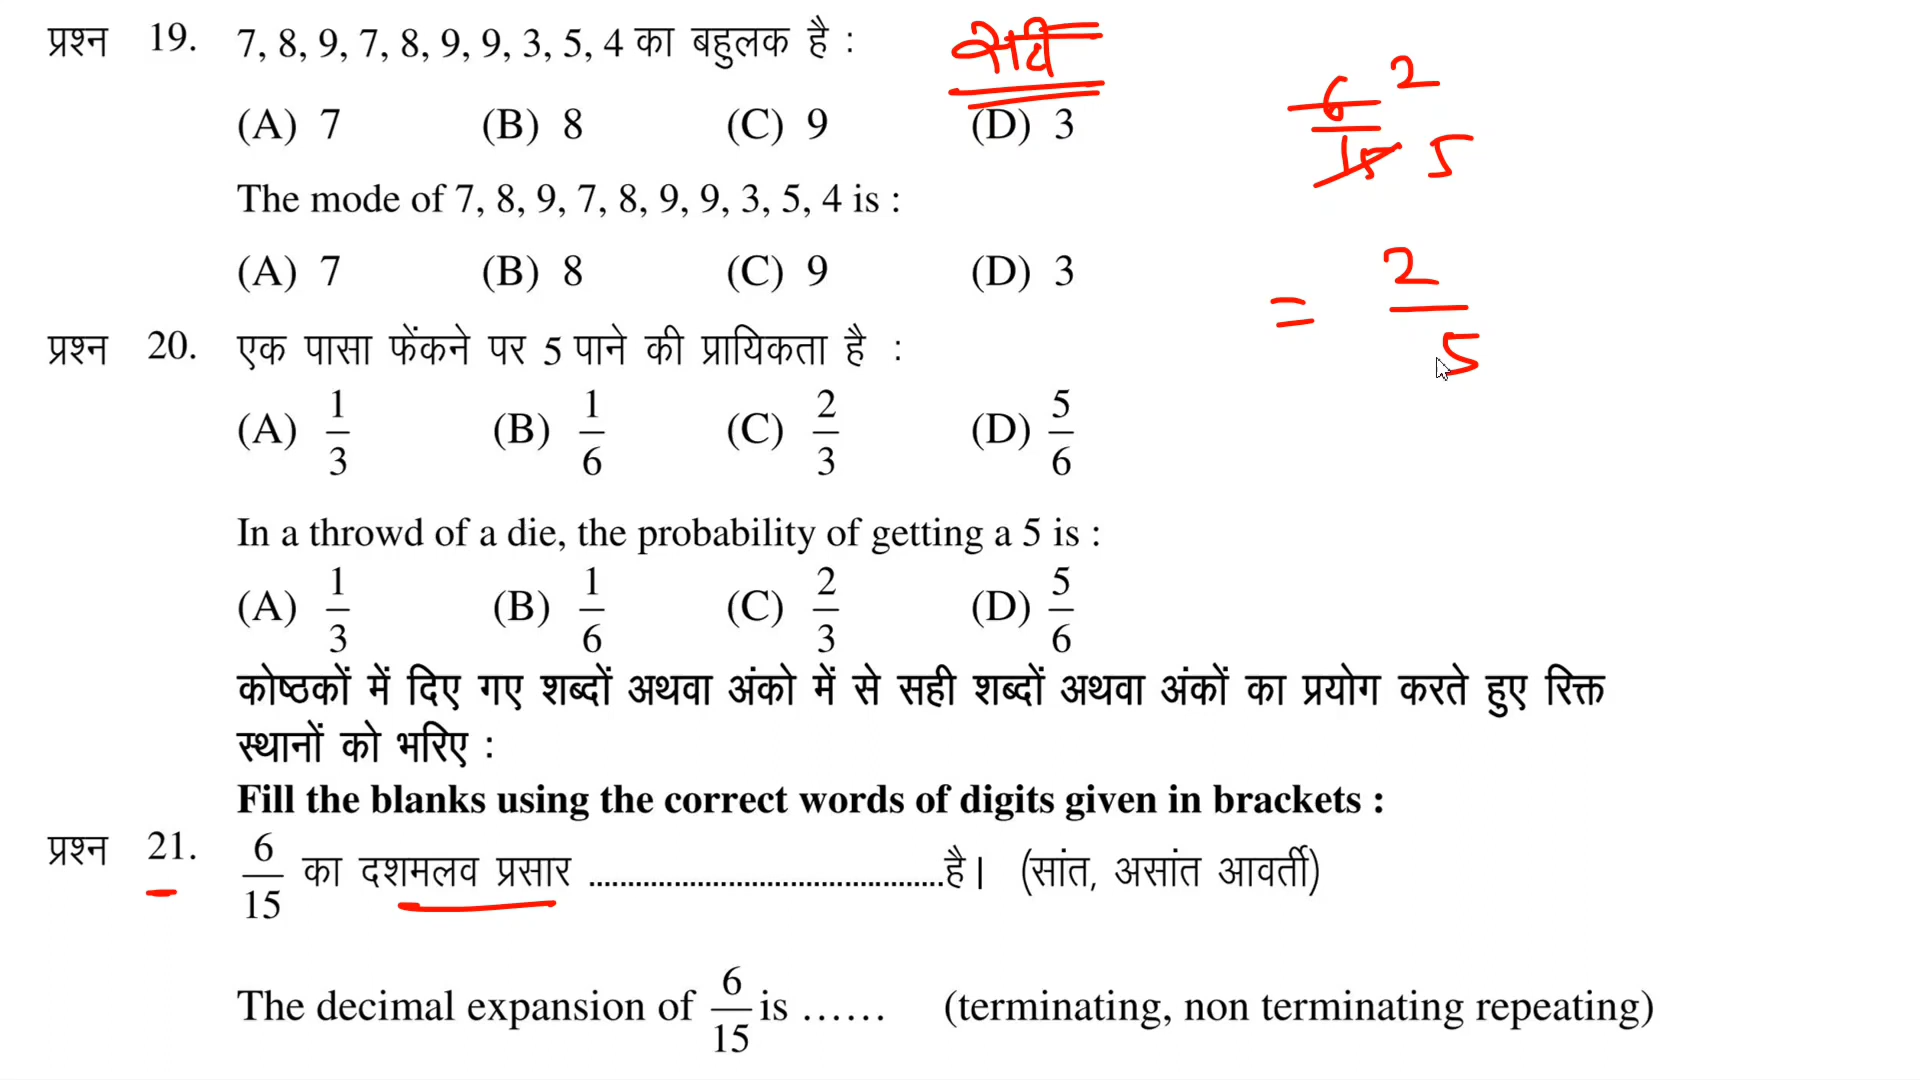 प्रश्न 19. 7, 8, 9, 7, 8, 9, 9, 3, 5, 4 का बहुलक है :
(A) 7 (B) 8 (C) 9 (D) 3
The mode of 7, 8, 9, 7, 8, 9, 9, 3, 5, 4 is :
(A) 7 (B) 8 (C) 9 (D) 3
6/15 2 5
= 2/5
प्रश्न 20. एक पासा फेंकने पर 5 पाने की प्रायिकता है :
(A) 1/3 (B) 1/6 (C) 2/3 (D) 5/6
In a throwd of a die, the probability of getting a 5 is :
(A) 1/3 (B) 1/6 (C) 2/3 (D) 5/6
कोष्ठकों में दिए गए शब्दों अथवा अंको में से सही शब्दों अथवा अंकों का प्रयोग करते हुए रिक्त
स्थानों को भरिए :
Fill the blanks using the correct words of digits given in brackets :
प्रश्न 21. 6/15 का दशमलव प्रसार ............................................है। (सांत, असांत आवर्ती)
The decimal expansion of 6/15 is ...... (terminating, non terminating repeating)